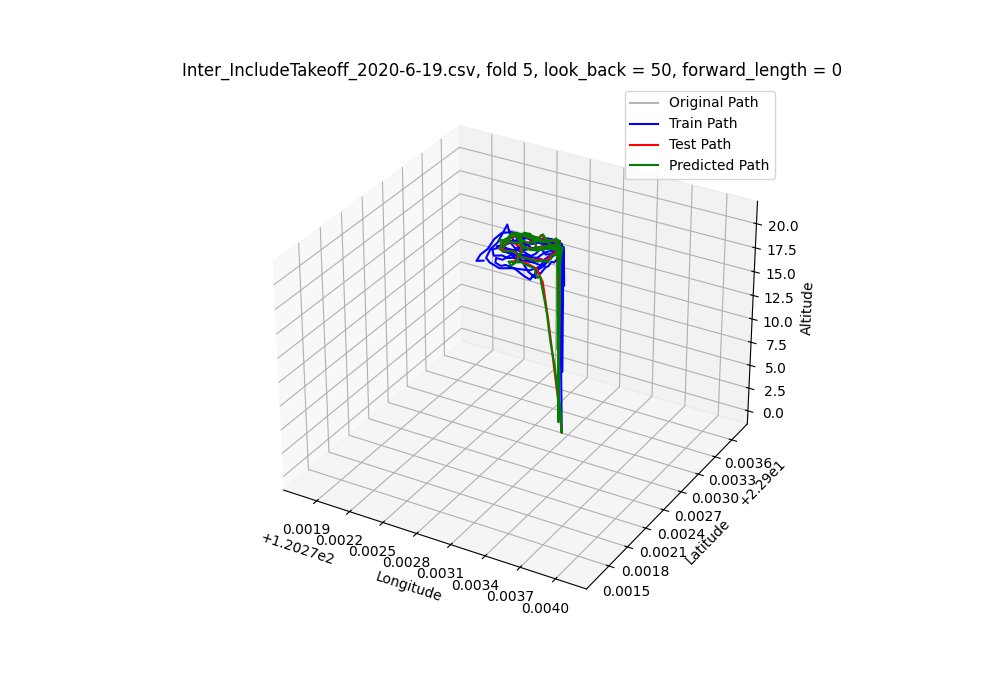 Inter_IncludeTakeoff_2020-6-19.csv, fold 5, look_back = 50, forward_length = 0
Original Path
Train Path
Test Path
Predicted Path
20.0
17.5
15.0
12.5
10.0
7.5
5.0
2.5
0.0
Altitude
0.0036
0.0033
0.0030
0.0027
0.0024
0.0021
0.0018
0.0015
+2.29e1
Latitude
0.0019
0.0022
0.0025
0.0028
0.0031
0.0034
0.0037
0.0040
+1.2027e2
Longitude